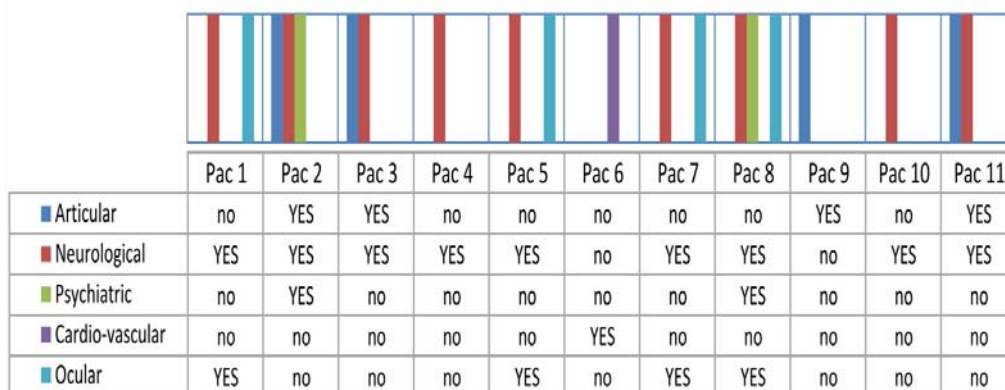 Pac 1 Pac 2 Pac 3 Pac 4 Pac 5 Pac 6 Pac 7 Pac 8 Pac 9 Pac 10 Pac 11
Articular no YES YES no no no no no YES no YES
Neurological YES YES YES YES YES no YES YES no YES YES
Psychiatric no YES no no no no no YES no no no
Cardio-vascular no no no no no YES no no no no no
Ocular YES no no no YES no YES YES no no no